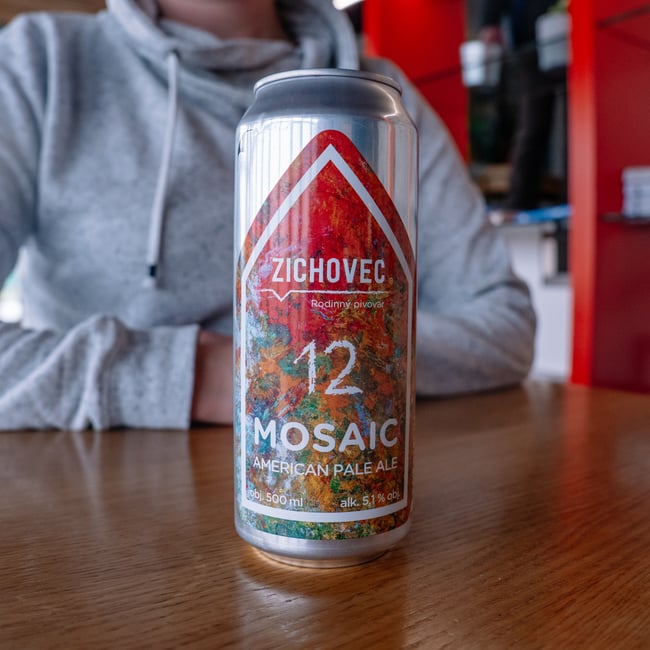 ZICHOVEC
Rodinný pivovar
12
MOSAIC
AMERICAN PALE ALE
obj. 500 ml alk. 5,1 % obj.